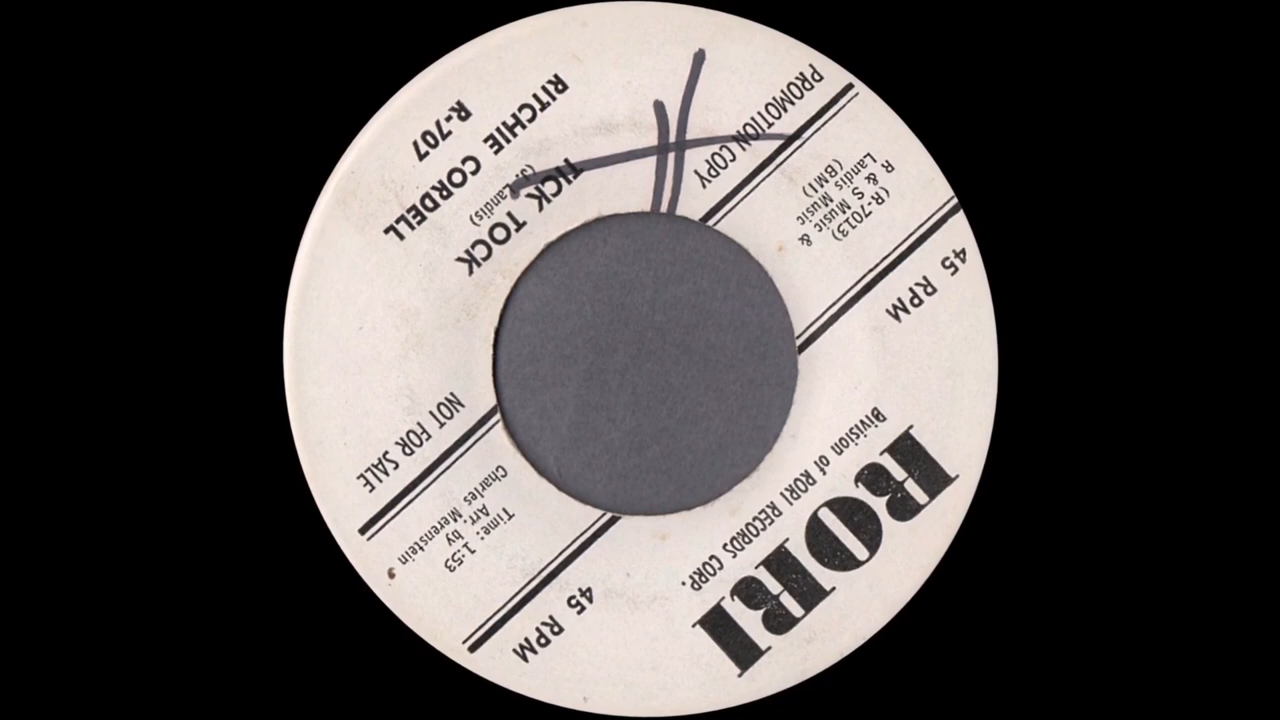 RORI
Division of RORI RECORDS CORP.
45 RPM
45 RPM
(R-7013)
R & S Music &
Landis Music
(BMI)
Time: 1:53
Arr. by
Charles Merenstein
PROMOTION COPY
NOT FOR SALE
TICK TOCK
(J. Landis)
RITCHIE CORDELL
R-707